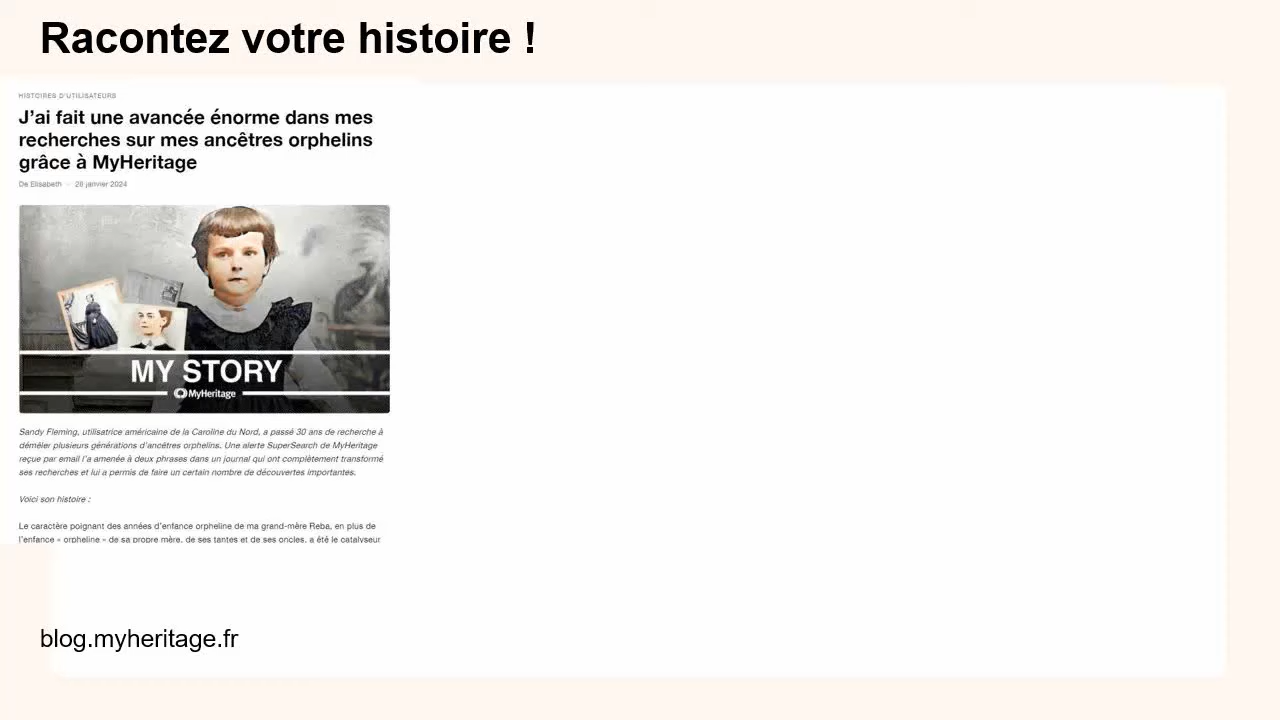 Racontez votre histoire !
HISTOIRES D'UTILISATEURS
J'ai fait une avancée énorme dans mes
recherches sur mes ancêtres orphelins
grâce à MyHeritage
De Elisabeth 28 janvier 2024
MY STORY
MyHeritage
Sandy Fleming, utilisatrice américaine de la Caroline du Nord, a passé 30 ans de recherche à
démêler plusieurs générations d'ancêtres orphelins. Une alerte SuperSearch de MyHeritage
reçue par email l'a amenée à deux phrases dans un journal qui ont complètement transformé
ses recherches et lui a permis de faire un certain nombre de découvertes importantes.
Voici son histoire :
Le caractère poignant des années d'enfance orpheline de ma grand-mère Reba, en plus de
l'enfance « orpheline » de sa propre mère, de ses tantes et de ses oncles, a été le catalyseur
blog.myheritage.fr